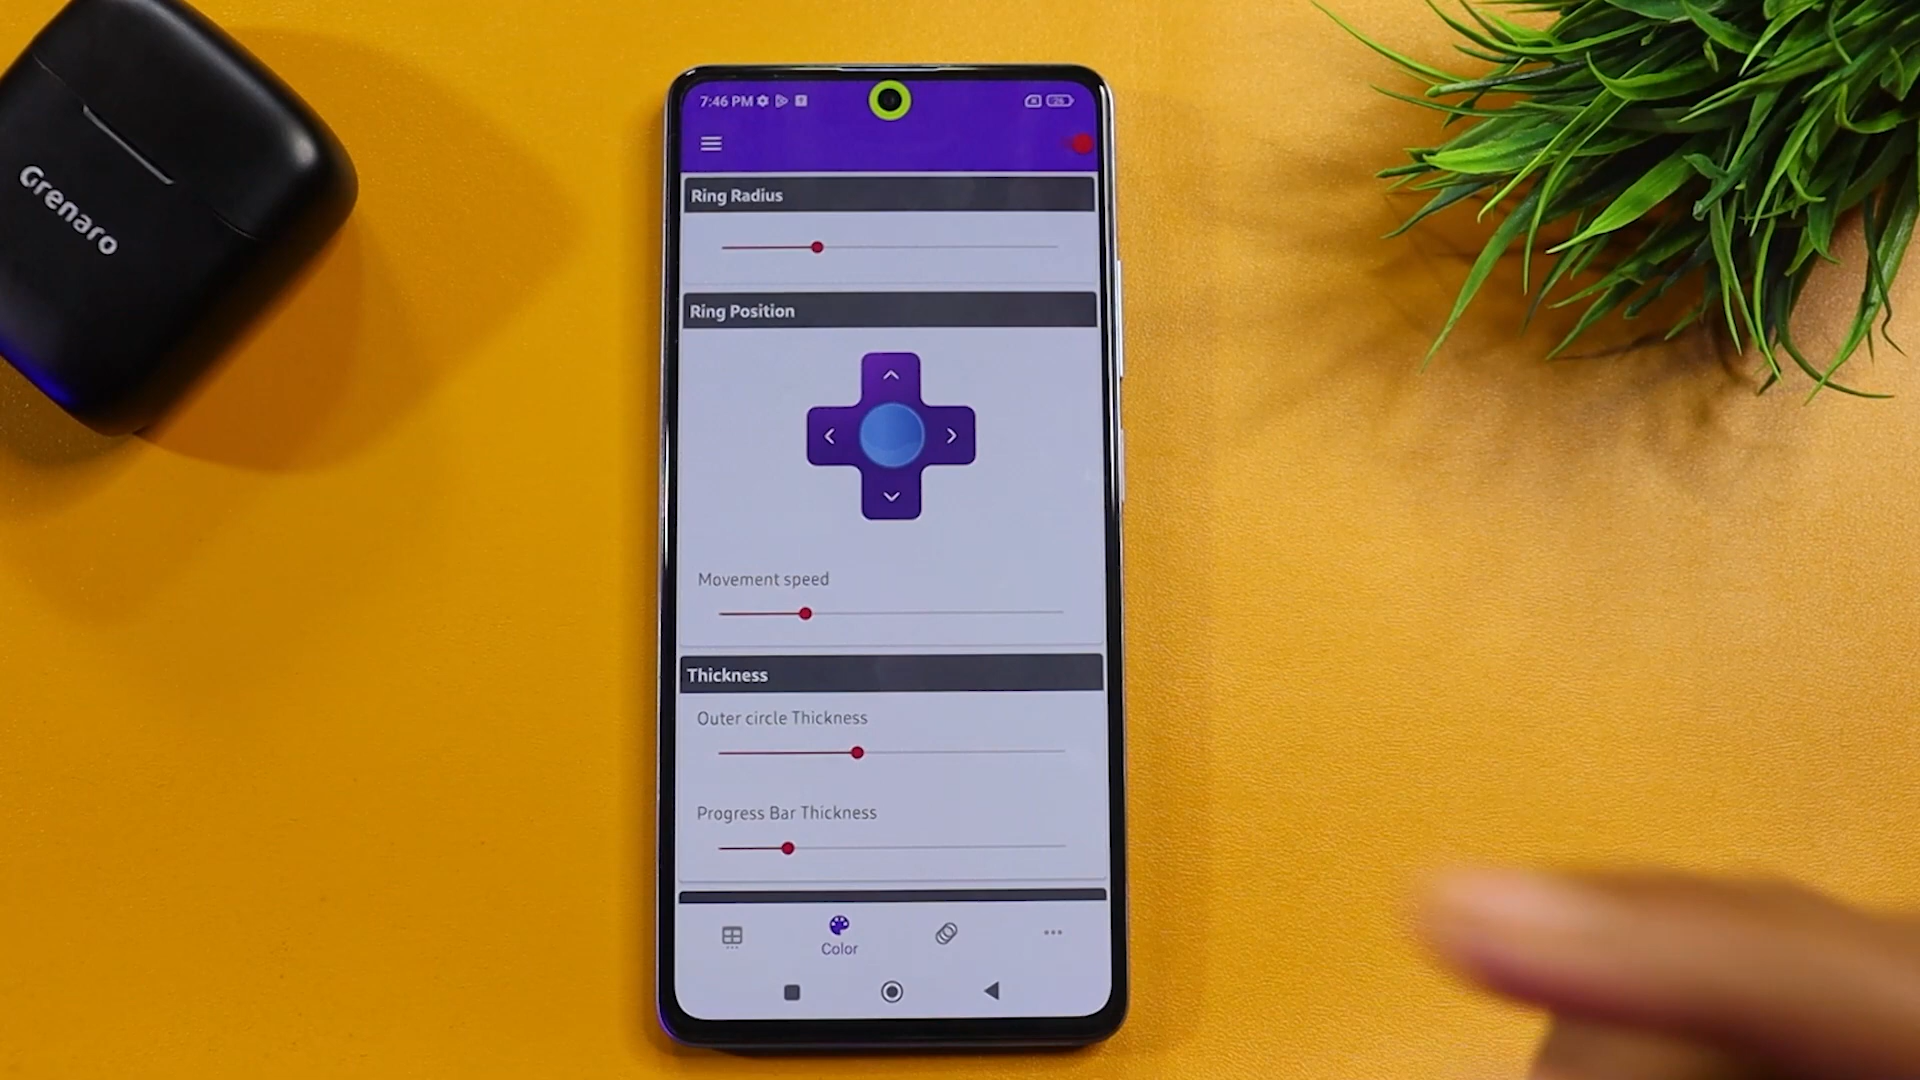 Grenaro
7:46 PM
Ring Radius
Ring Position
Movement speed
Thickness
Outer circle Thickness
Progress Bar Thickness
Color